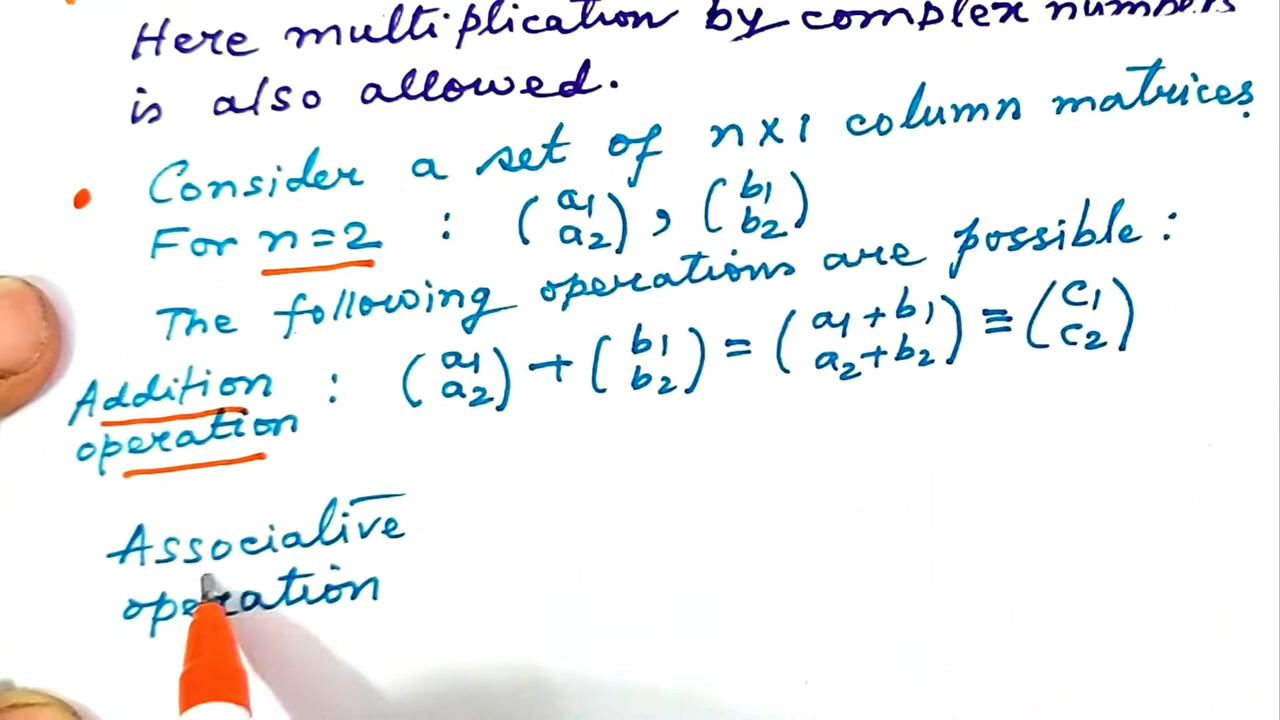 Here multiplication by complex numbers
is also allowed.
• Consider a set of n×1 column matrices.
For n=2 : (a1 a2), (b1 b2)
The following operations are possible:
Addition operation : (a1 a2) + (b1 b2) = (a1+b1 a2+b2) ≡ (c1 c2)
Associative
operation